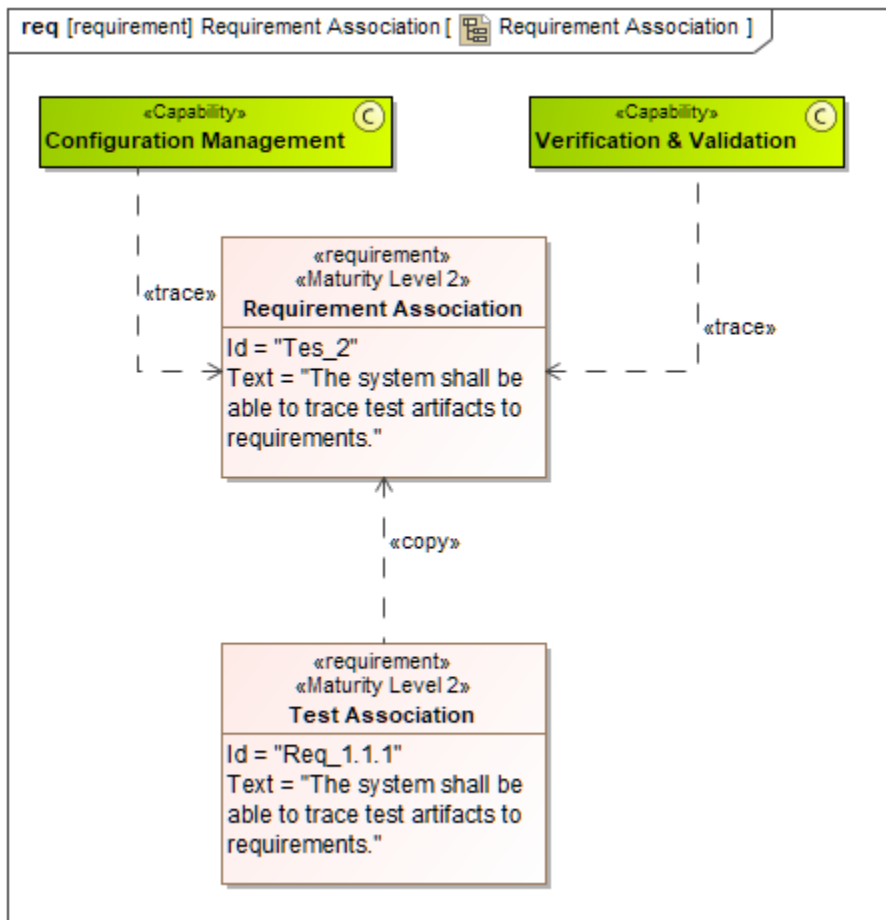 req [requirement] Requirement Association [ Requirement Association ]
«Capability»
C
Configuration Management
«Capability»
C
Verification & Validation
«requirement»
«Maturity Level 2»
Requirement Association
«trace»
«trace»
Id = "Tes_2"
Text = "The system shall be
able to trace test artifacts to
requirements."
«copy»
«requirement»
«Maturity Level 2»
Test Association
Id = "Req_1.1.1"
Text = "The system shall be
able to trace test artifacts to
requirements."